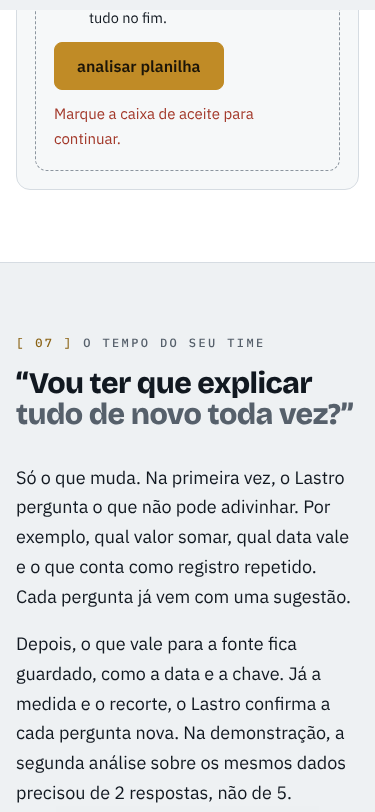 tudo no fim.
analisar planilha
Marque a caixa de aceite para
continuar.
[ 07 ] O TEMPO DO SEU TIME
“Vou ter que explicar
tudo de novo toda vez?”
Só o que muda. Na primeira vez, o Lastro
pergunta o que não pode adivinhar. Por
exemplo, qual valor somar, qual data vale
e o que conta como registro repetido.
Cada pergunta já vem com uma sugestão.
Depois, o que vale para a fonte fica
guardado, como a data e a chave. Já a
medida e o recorte, o Lastro confirma a
cada pergunta nova. Na demonstração, a
segunda análise sobre os mesmos dados
precisou de 2 respostas, não de 5.